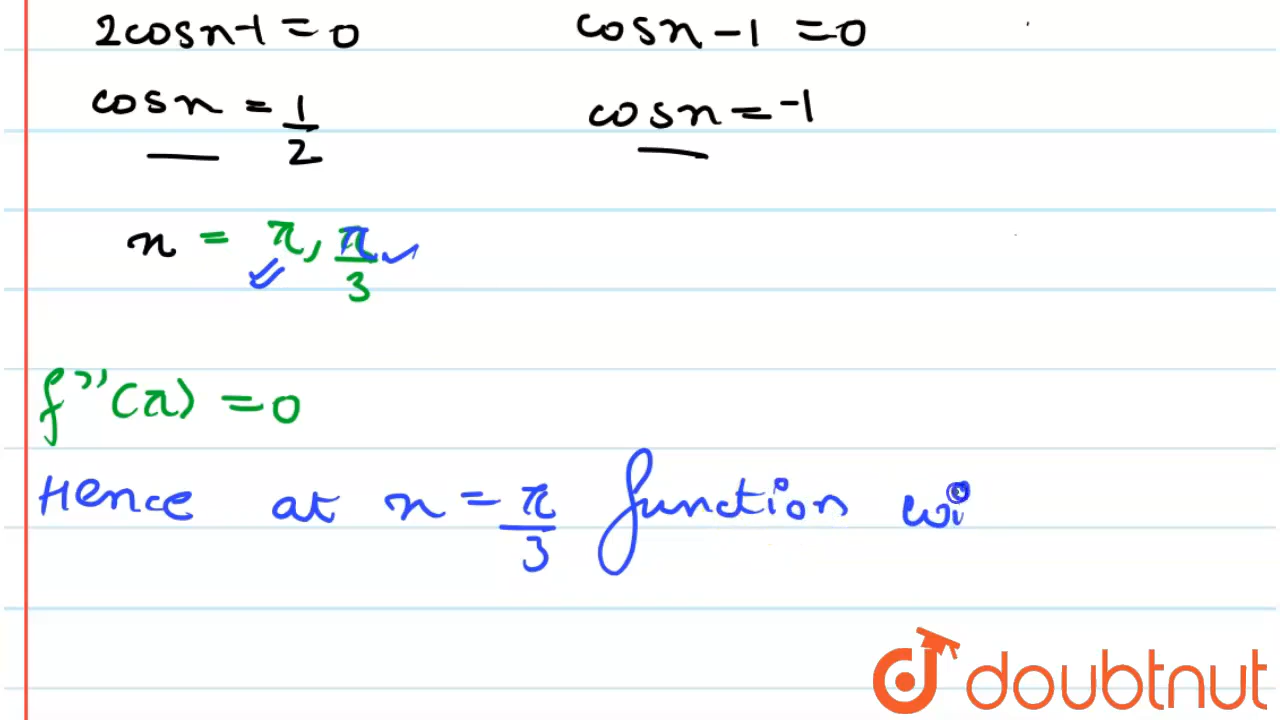 2cosx-1=0 cosx-1=0
cosx=1/2 cosx=-1
x = π, π/3
f''(π)=0
Hence at x=π/3 function wi
doubtnut